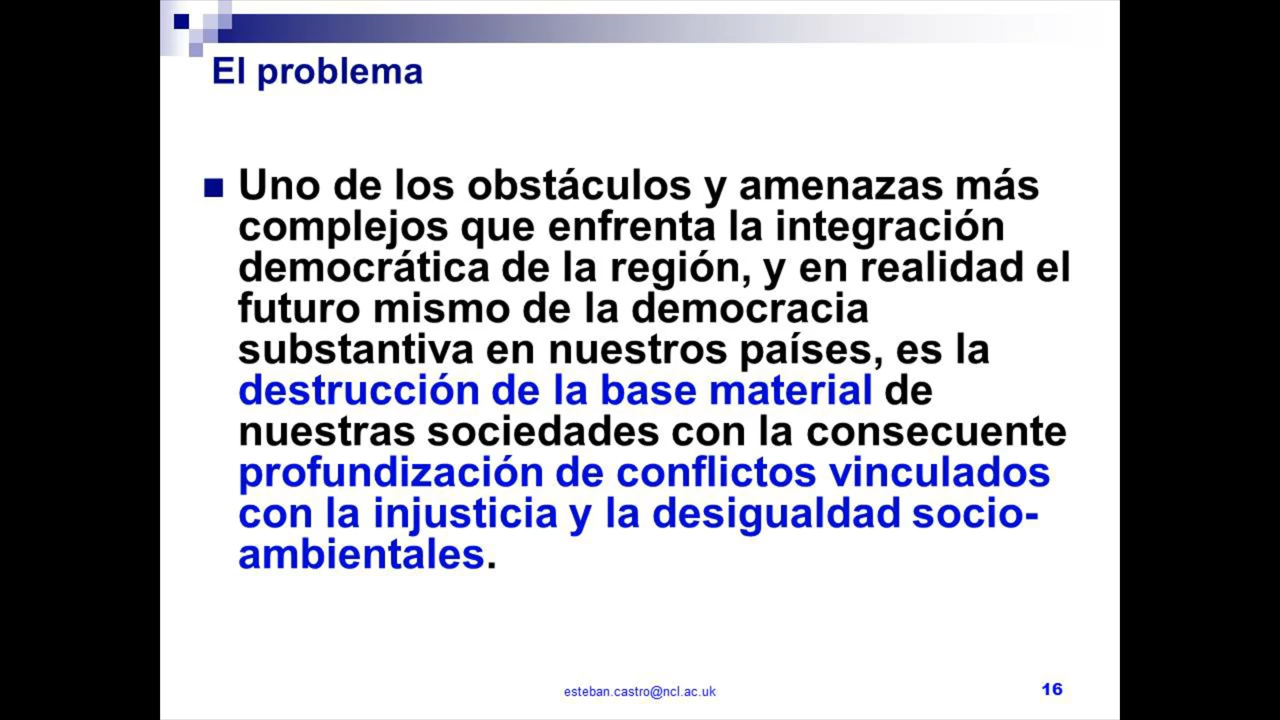 El problema
Uno de los obstáculos y amenazas más
complejos que enfrenta la integración
democrática de la región, y en realidad el
futuro mismo de la democracia
substantiva en nuestros países, es la
destrucción de la base material de
nuestras sociedades con la consecuente
profundización de conflictos vinculados
con la injusticia y la desigualdad socio-
ambientales.
esteban.castro@ncl.ac.uk
16